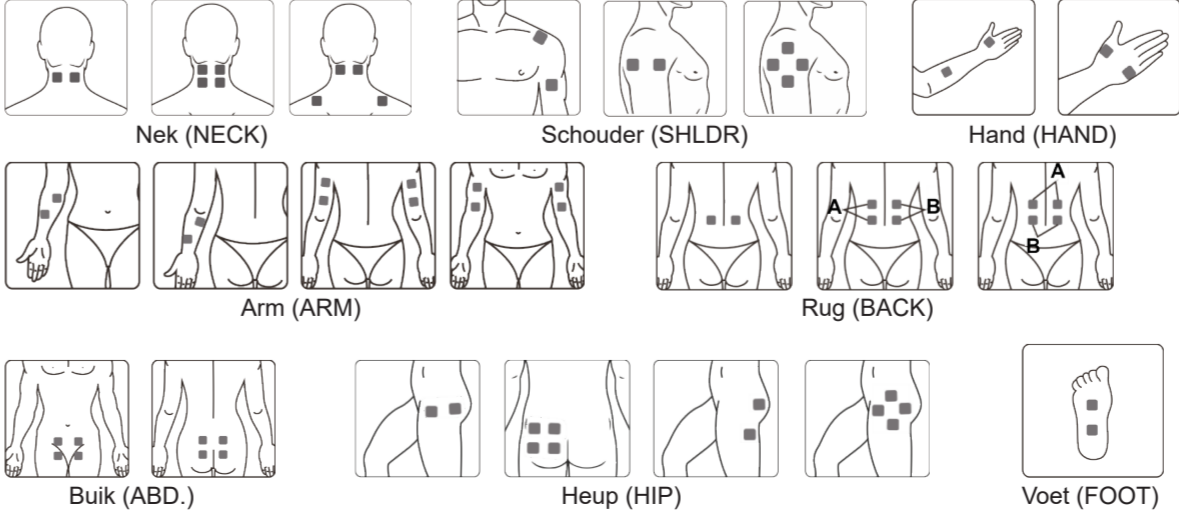 Nek (NECK)
Schouder (SHLDR)
Hand (HAND)
A
A
B
B
Arm (ARM)
Rug (BACK)
Buik (ABD.)
Heup (HIP)
Voet (FOOT)